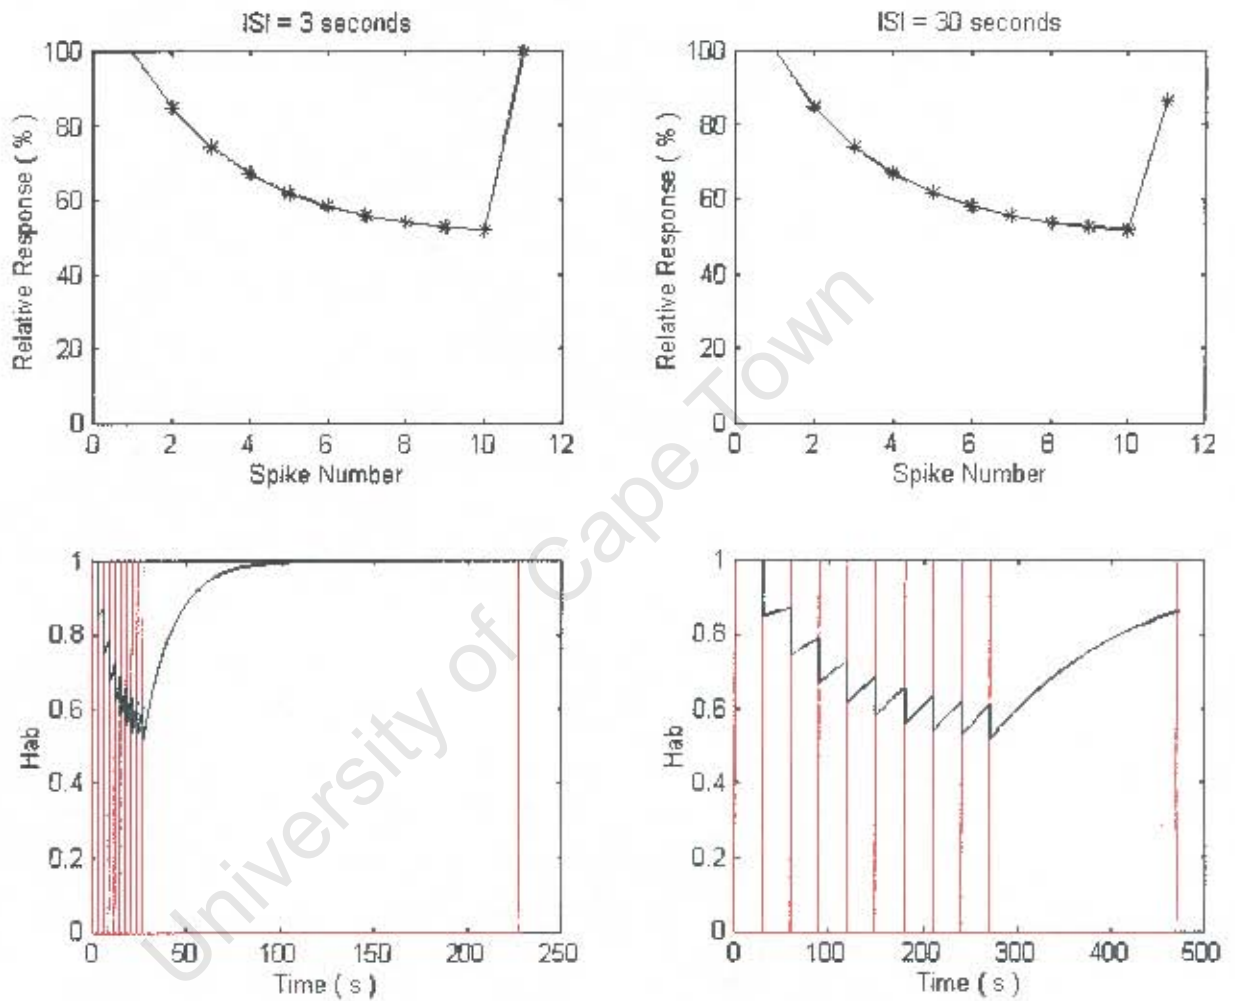 ISI = 3 seconds
100
80
60
40
20
0
Relative Response ( % )
0 2 4 6 8 10 12
Spike Number
ISI = 30 seconds
100
80
60
40
20
0
Relative Response ( % )
0 2 4 6 8 10 12
Spike Number
1
0.8
0.6
0.4
0.2
0
Hab
0 50 100 150 200 250
Time ( s )
1
0.8
0.6
0.4
0.2
0
Hab
0 100 200 300 400 500
Time ( s )
University of Cape Town